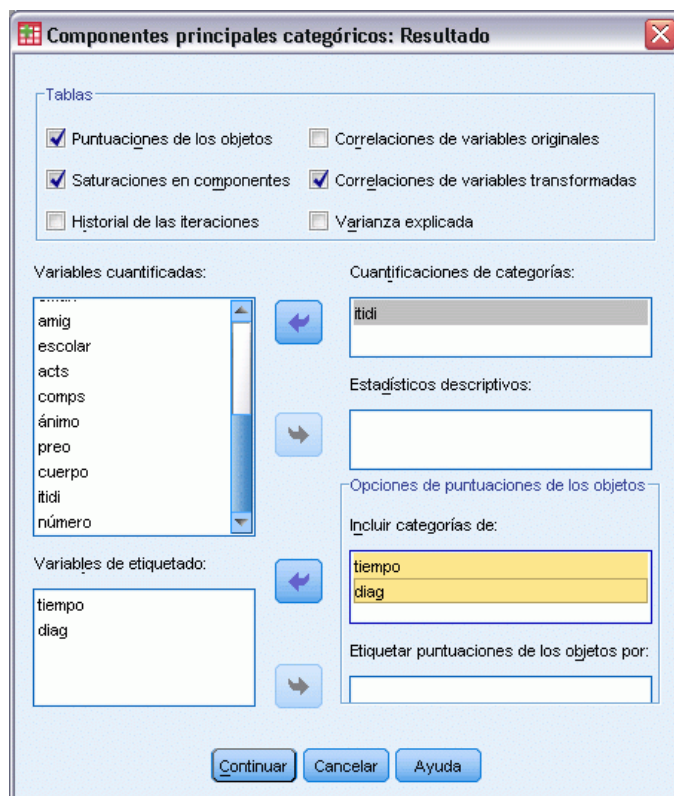 Componentes principales categóricos: Resultado
Tablas
Puntuaciones de los objetos
Correlaciones de variables originales
Saturaciones en componentes
Correlaciones de variables transformadas
Historial de las iteraciones
Varianza explicada
Variables cuantificadas:
amig
escolar
acts
comps
ánimo
preo
cuerpo
itidi
número
Cuantificaciones de categorías:
itidi
Estadísticos descriptivos:
Opciones de puntuaciones de los objetos
Incluir categorías de:
tiempo
diag
Variables de etiquetado:
tiempo
diag
Etiquetar puntuaciones de los objetos por:
Continuar
Cancelar
Ayuda